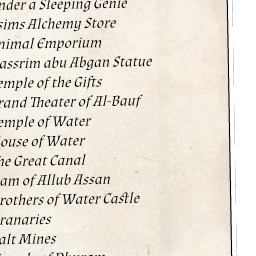 nder a Sleeping Genie
sims Alchemy Store
nimal Emporium
assrim abu Abgan Statue
emple of the Gifts
rand Theater of Al-Bauf
emple of Water
ouse of Water
he Great Canal
am of Allub Assan
rothers of Water Castle
ranaries
alt Mines